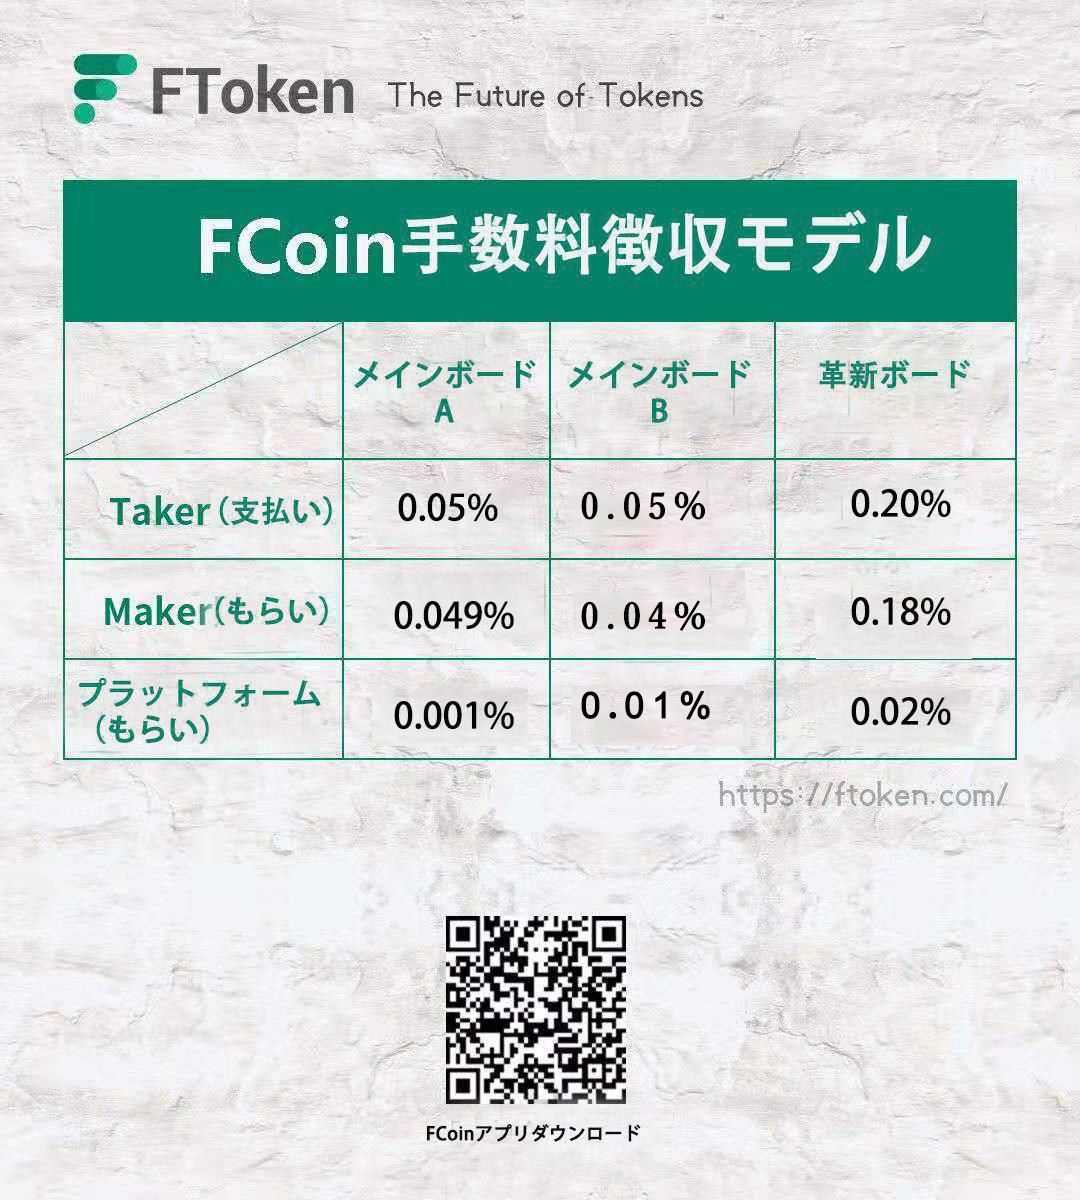 FToken The Future of Tokens
FCoin手数料徴収モデル
メインボード メインボード 革新ボード
A B
Taker（支払い） 0.05% 0.05% 0.20%
Maker（もらい） 0.049% 0.04% 0.18%
プラットフォーム
（もらい） 0.001% 0.01% 0.02%
https://ftoken.com/
FCoinアプリダウンロード